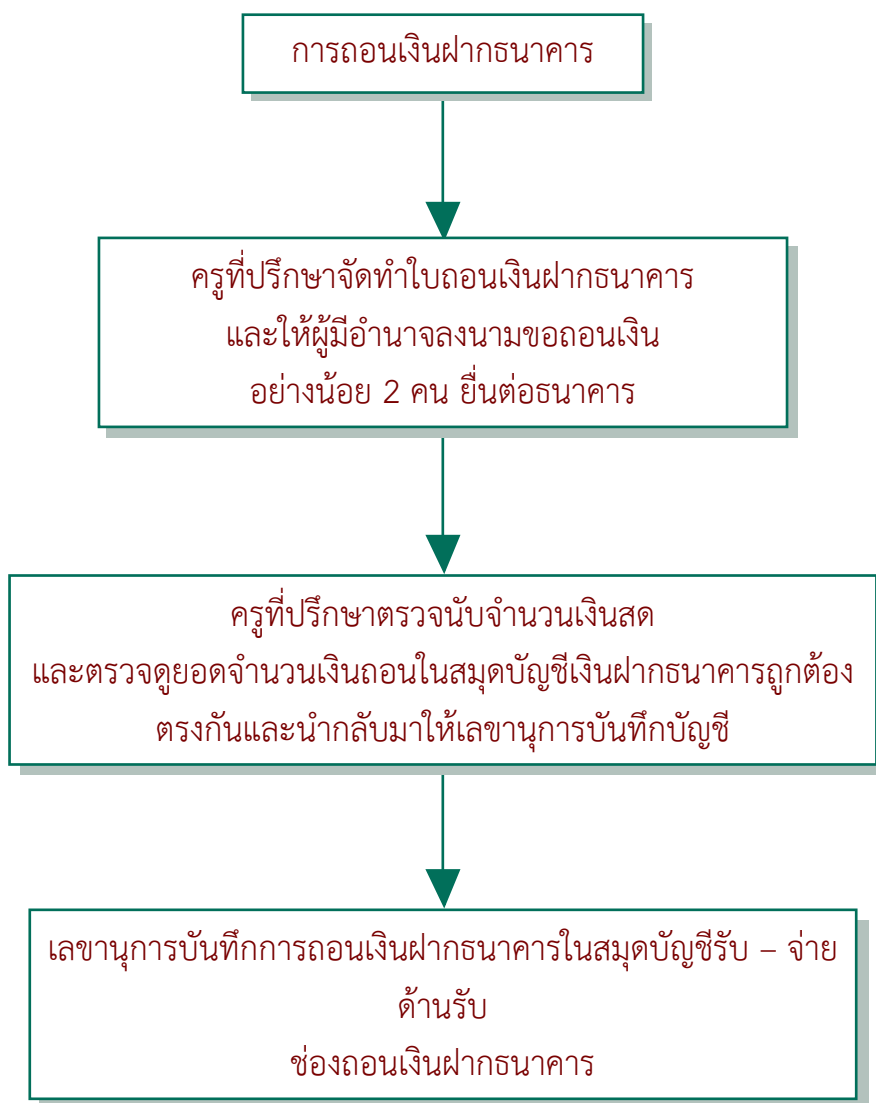 การถอนเงินฝากธนาคาร
ครูที่ปรึกษาจัดทำใบถอนเงินฝากธนาคาร
และให้ผู้มีอำนาจลงนามขอถอนเงิน
อย่างน้อย 2 คน ยื่นต่อธนาคาร
ครูที่ปรึกษาตรวจนับจำนวนเงินสด
และตรวจดูยอดจำนวนเงินถอนในสมุดบัญชีเงินฝากธนาคารถูกต้อง
ตรงกันและนำกลับมาให้เลขานุการบันทึกบัญชี
เลขานุการบันทึกการถอนเงินฝากธนาคารในสมุดบัญชีรับ – จ่าย
ด้านรับ
ช่องถอนเงินฝากธนาคาร